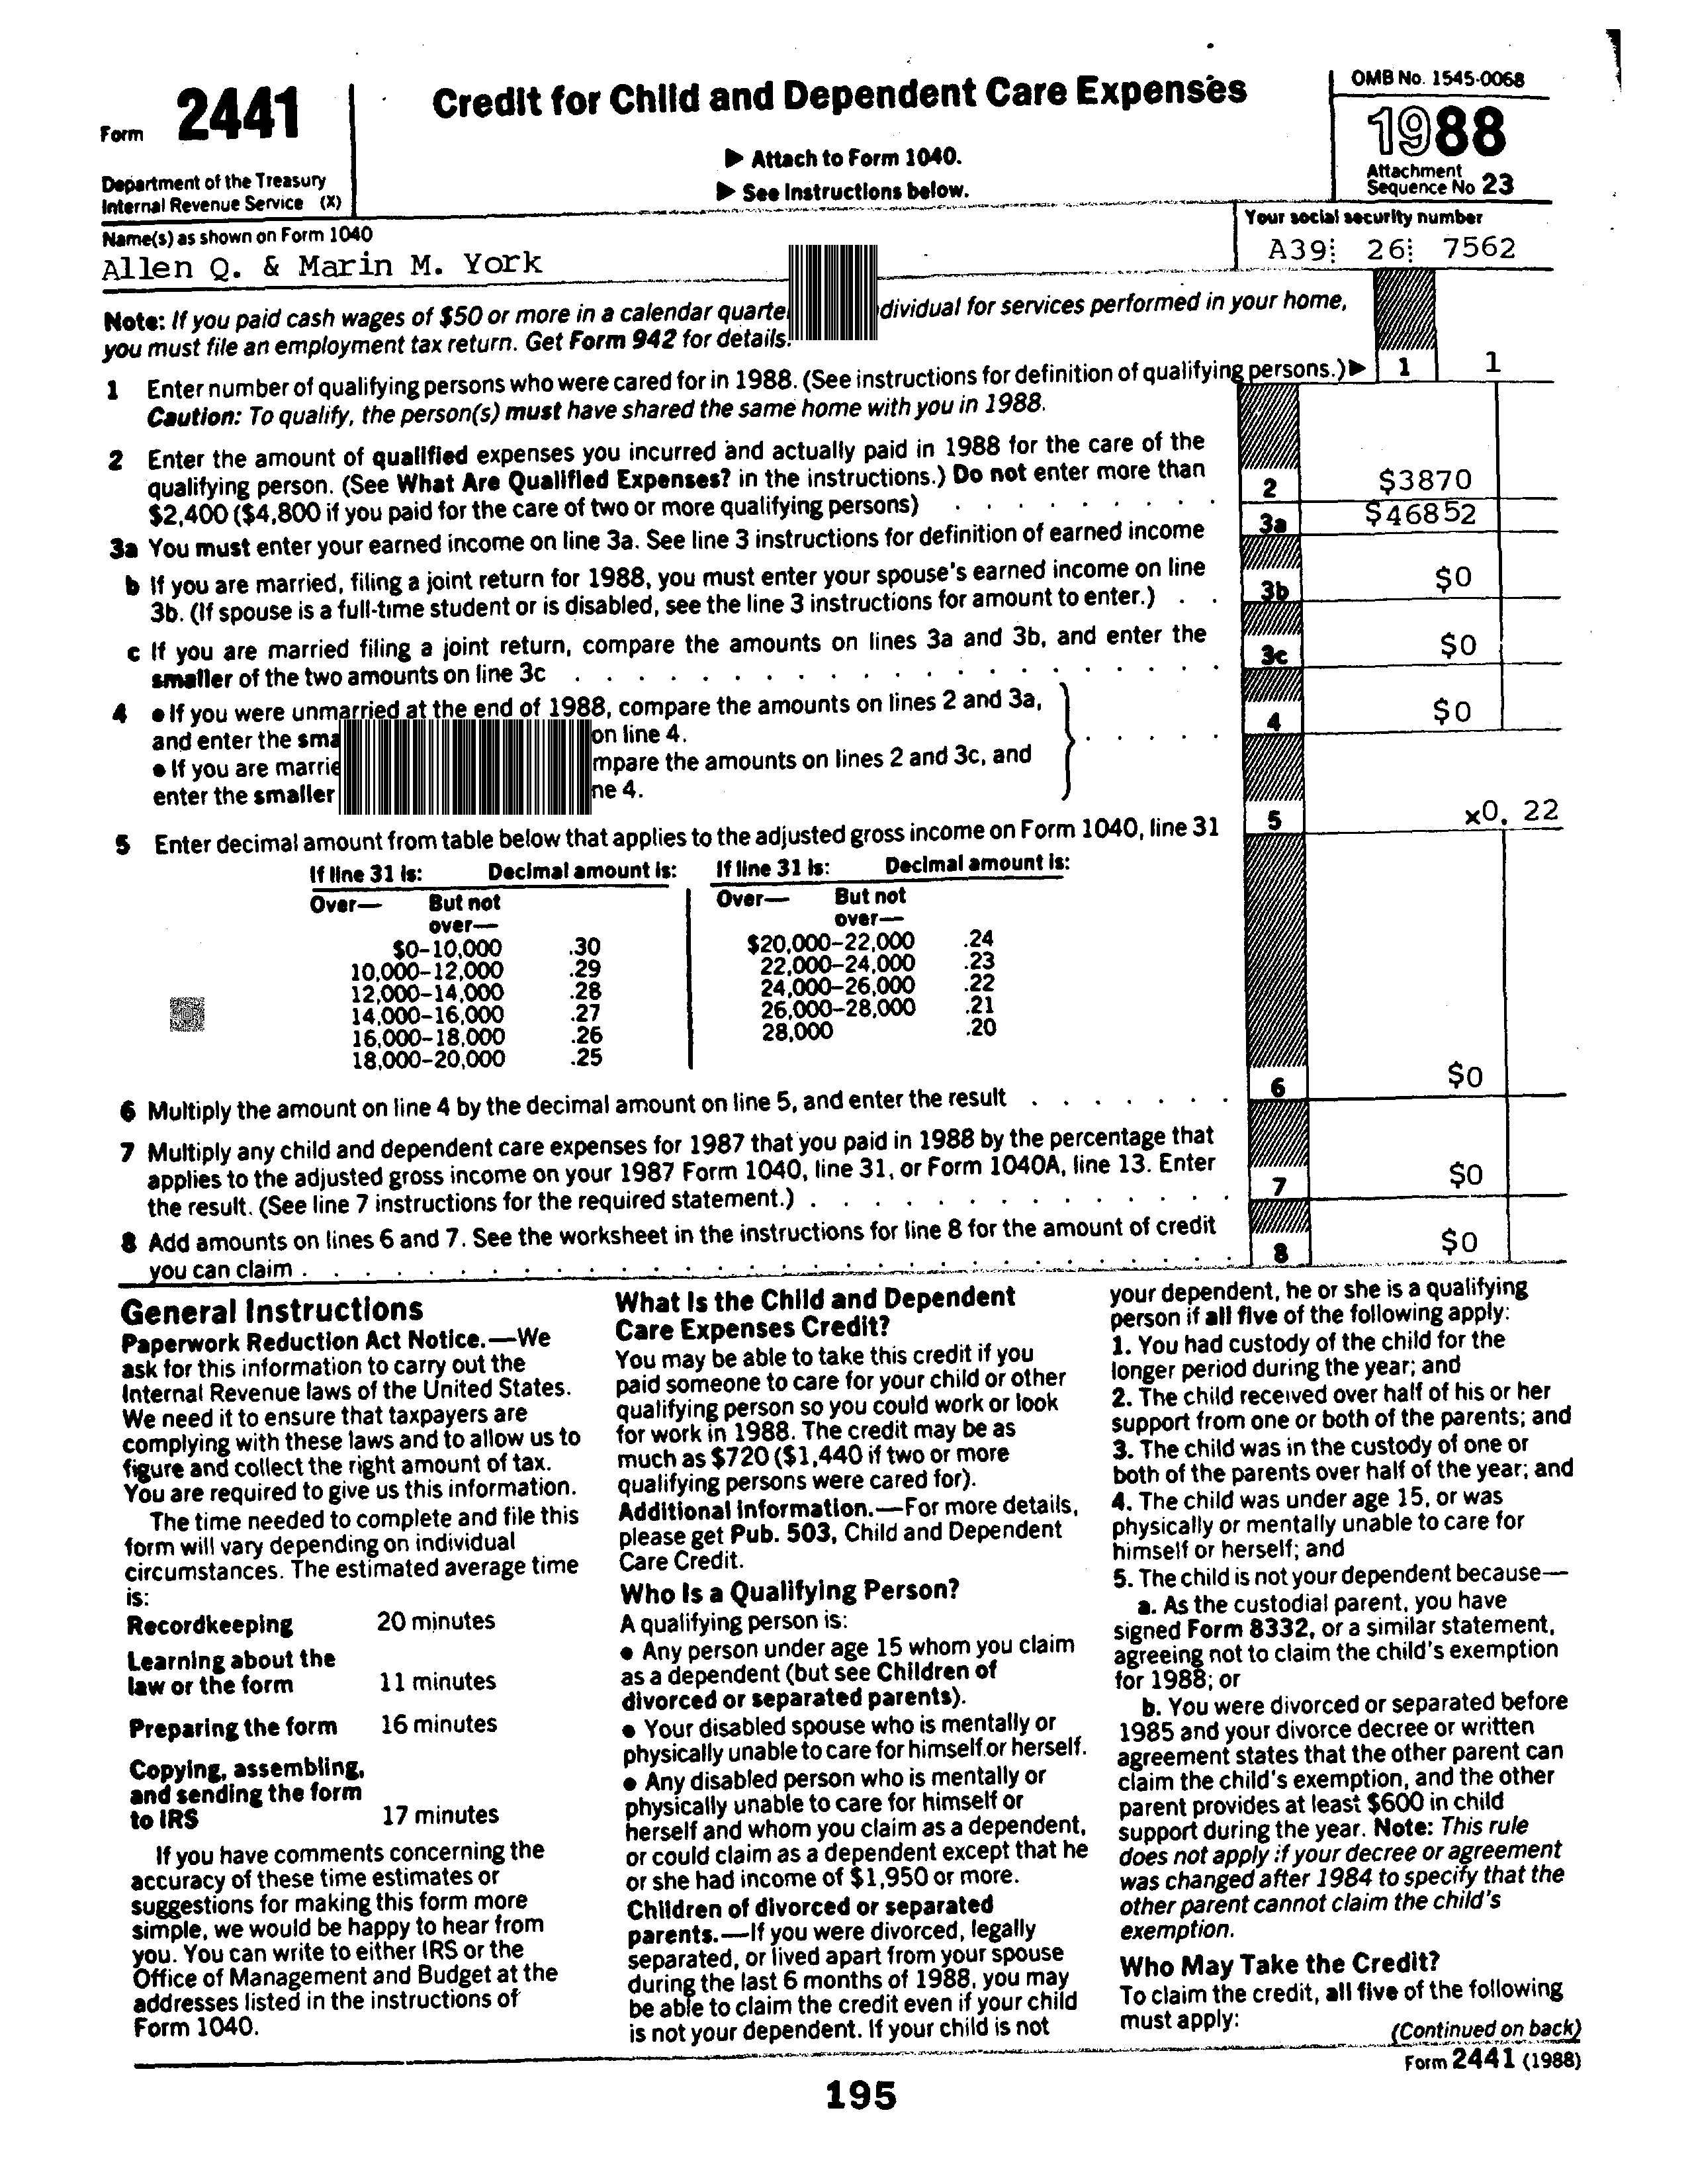 Form 2441
Department of the Treasury
Internal Revenue Service (X)
Credit for Child and Dependent Care Expenses
▶ Attach to Form 1040.
▶ See Instructions below.
OMB No. 1545-0068
1988
Attachment
Sequence No 23
Name(s) as shown on Form 1040
Allen Q. & Marin M. York
Your social security number
A39 26 7562
Note: If you paid cash wages of $50 or more in a calendar quarte dividual for services performed in your home,
you must file an employment tax return. Get Form 942 for details.
1 Enter number of qualifying persons who were cared for in 1988. (See instructions for definition of qualifying persons.) ▶ 1 1
Caution: To qualify, the person(s) must have shared the same home with you in 1988.
2 Enter the amount of qualified expenses you incurred and actually paid in 1988 for the care of the
qualifying person. (See What Are Qualified Expenses? in the instructions.) Do not enter more than
$2,400 ($4,800 if you paid for the care of two or more qualifying persons) . . . . . . . . 2 $3870
3a You must enter your earned income on line 3a. See line 3 instructions for definition of earned income 3a $46852
b If you are married, filing a joint return for 1988, you must enter your spouse's earned income on line
3b. (If spouse is a full-time student or is disabled, see the line 3 instructions for amount to enter.) . . 3b $0
c If you are married filing a joint return, compare the amounts on lines 3a and 3b, and enter the
smaller of the two amounts on line 3c . . . . . . . . . . . . . . . . . . . . 3c $0
4 ● If you were unmarried at the end of 1988, compare the amounts on lines 2 and 3a,
and enter the sma on line 4.
● If you are marrie mpare the amounts on lines 2 and 3c, and
enter the smaller ne 4.
. . . . . 4 $0
5 Enter decimal amount from table below that applies to the adjusted gross income on Form 1040, line 31 5 x0. 22
If line 31 is: Decimal amount is: If line 31 is: Decimal amount is:
Over— But not over— Over— But not over—
$0–10,000 .30 $20,000–22,000 .24
10,000–12,000 .29 22,000–24,000 .23
12,000–14,000 .28 24,000–26,000 .22
14,000–16,000 .27 26,000–28,000 .21
16,000–18,000 .26 28,000 .20
18,000–20,000 .25
6 Multiply the amount on line 4 by the decimal amount on line 5, and enter the result . . . . . . . 6 $0
7 Multiply any child and dependent care expenses for 1987 that you paid in 1988 by the percentage that
applies to the adjusted gross income on your 1987 Form 1040, line 31, or Form 1040A, line 13. Enter
the result. (See line 7 instructions for the required statement.) . . . . . . . . . . . . . 7 $0
8 Add amounts on lines 6 and 7. See the worksheet in the instructions for line 8 for the amount of credit
you can claim . . . . . . . . . . . . . . . . . . . . . . . . . . . . . 8 $0
General Instructions
Paperwork Reduction Act Notice.—We
ask for this information to carry out the
Internal Revenue laws of the United States.
We need it to ensure that taxpayers are
complying with these laws and to allow us to
figure and collect the right amount of tax.
You are required to give us this information.
The time needed to complete and file this
form will vary depending on individual
circumstances. The estimated average time
is:
Recordkeeping 20 minutes
Learning about the
law or the form 11 minutes
Preparing the form 16 minutes
Copying, assembling,
and sending the form
to IRS 17 minutes
If you have comments concerning the
accuracy of these time estimates or
suggestions for making this form more
simple, we would be happy to hear from
you. You can write to either IRS or the
Office of Management and Budget at the
addresses listed in the instructions of
Form 1040.
What Is the Child and Dependent
Care Expenses Credit?
You may be able to take this credit if you
paid someone to care for your child or other
qualifying person so you could work or look
for work in 1988. The credit may be as
much as $720 ($1,440 if two or more
qualifying persons were cared for).
Additional Information.—For more details,
please get Pub. 503, Child and Dependent
Care Credit.
Who Is a Qualifying Person?
A qualifying person is:
● Any person under age 15 whom you claim
as a dependent (but see Children of
divorced or separated parents).
● Your disabled spouse who is mentally or
physically unable to care for himself or herself.
● Any disabled person who is mentally or
physically unable to care for himself or
herself and whom you claim as a dependent,
or could claim as a dependent except that he
or she had income of $1,950 or more.
Children of divorced or separated
parents.—If you were divorced, legally
separated, or lived apart from your spouse
during the last 6 months of 1988, you may
be able to claim the credit even if your child
is not your dependent. If your child is not
your dependent, he or she is a qualifying
person if all five of the following apply:
1. You had custody of the child for the
longer period during the year; and
2. The child received over half of his or her
support from one or both of the parents; and
3. The child was in the custody of one or
both of the parents over half of the year; and
4. The child was under age 15, or was
physically or mentally unable to care for
himself or herself; and
5. The child is not your dependent because—
a. As the custodial parent, you have
signed Form 8332, or a similar statement,
agreeing not to claim the child's exemption
for 1988; or
b. You were divorced or separated before
1985 and your divorce decree or written
agreement states that the other parent can
claim the child's exemption, and the other
parent provides at least $600 in child
support during the year. Note: This rule
does not apply if your decree or agreement
was changed after 1984 to specify that the
other parent cannot claim the child's
exemption.
Who May Take the Credit?
To claim the credit, all five of the following
must apply:
(Continued on back)
Form 2441 (1988)
195